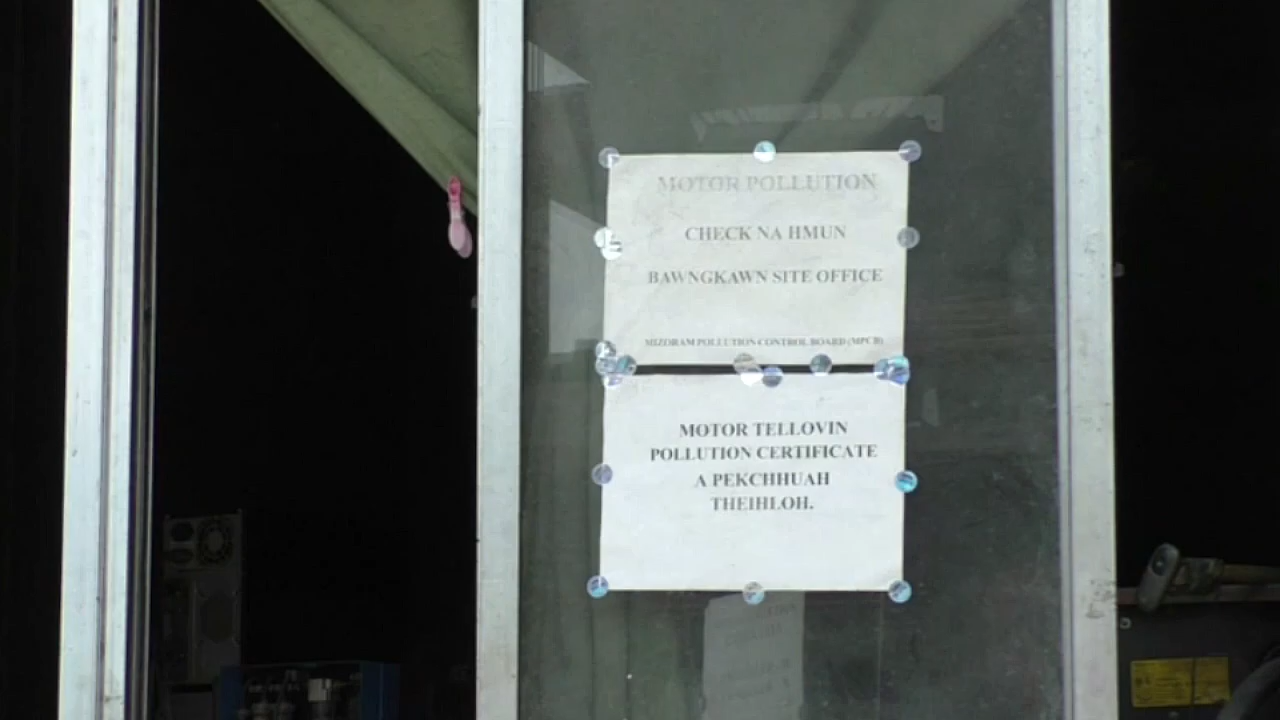 MOTOR POLLUTION
CHECK NA HMUN
BAWNGKAWN SITE OFFICE
MIZORAM POLLUTION CONTROL BOARD (MPCB)
MOTOR TELLOVIN
POLLUTION CERTIFICATE
A PEKCHHUAH
THEIHLOH.